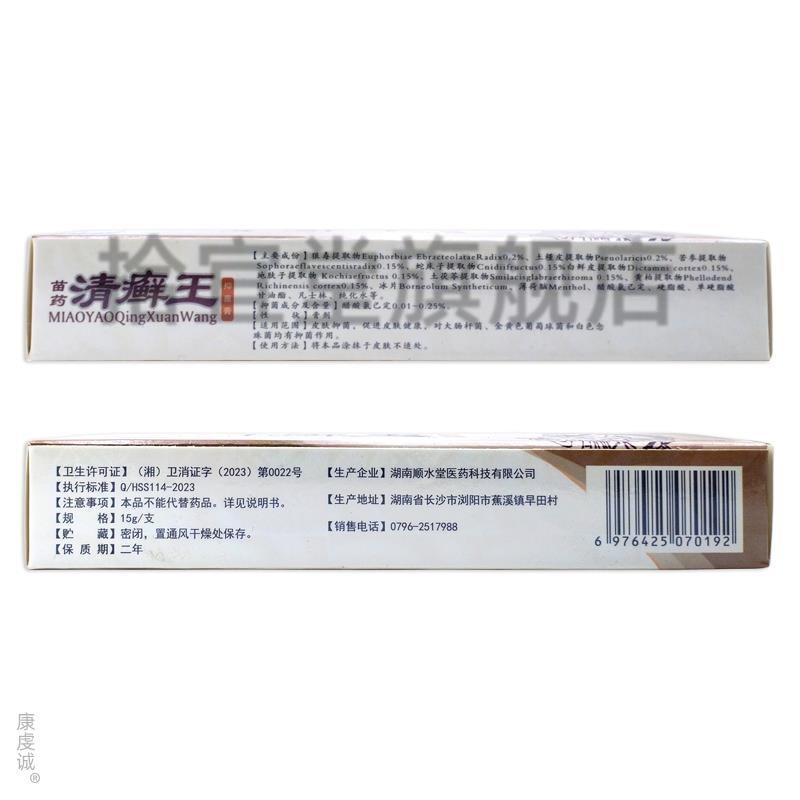 拾宜堂旗舰店
苗药 清癣王 抑菌膏
MIAOYAOQingXuanWang
【主要成份】狼毒提取物Euphorbiae EbracteolataeRadix0.2%、土槿皮提取物Pseuolaricis0.2%、苦参提取物
Sophoraeflavescentisradix0.15%、蛇床子提取物Cnidiifructus0.15%白鲜皮提取物Dictamni cortex0.15%、
地肤子提取物 Kochiaefructus 0.15%、土茯苓提取物Smilacisglabraerhizoma 0.15%、黄柏提取物Phellodend
Richinensis cortex0.15%、冰片Borneolum Syntheticum、薄荷脑Menthol、醋酸氯己定、硬脂酸、单硬脂酸
甘油酯、凡士林、纯化水等。
【抑菌成分及含量】醋酸氯己定0.01-0.25%。
【性 状】膏剂
【适用范围】皮肤抑菌，促进皮肤健康，对大肠杆菌、金黄色葡萄球菌和白色念
珠菌均有抑菌作用。
【使用方法】将本品涂抹于皮肤不适处。
【卫生许可证】（湘）卫消证字（2023）第0022号
【执行标准】Q/HSS114-2023
【注意事项】本品不能代替药品。详见说明书。
【规 格】15g/支
【贮 藏】密闭，置通风干燥处保存。
【保 质 期】二年
【生产企业】湖南顺水堂医药科技有限公司
【生产地址】湖南省长沙市浏阳市蕉溪镇早田村
【销售电话】0796-2517988
6 976425 070192
康虔诚®